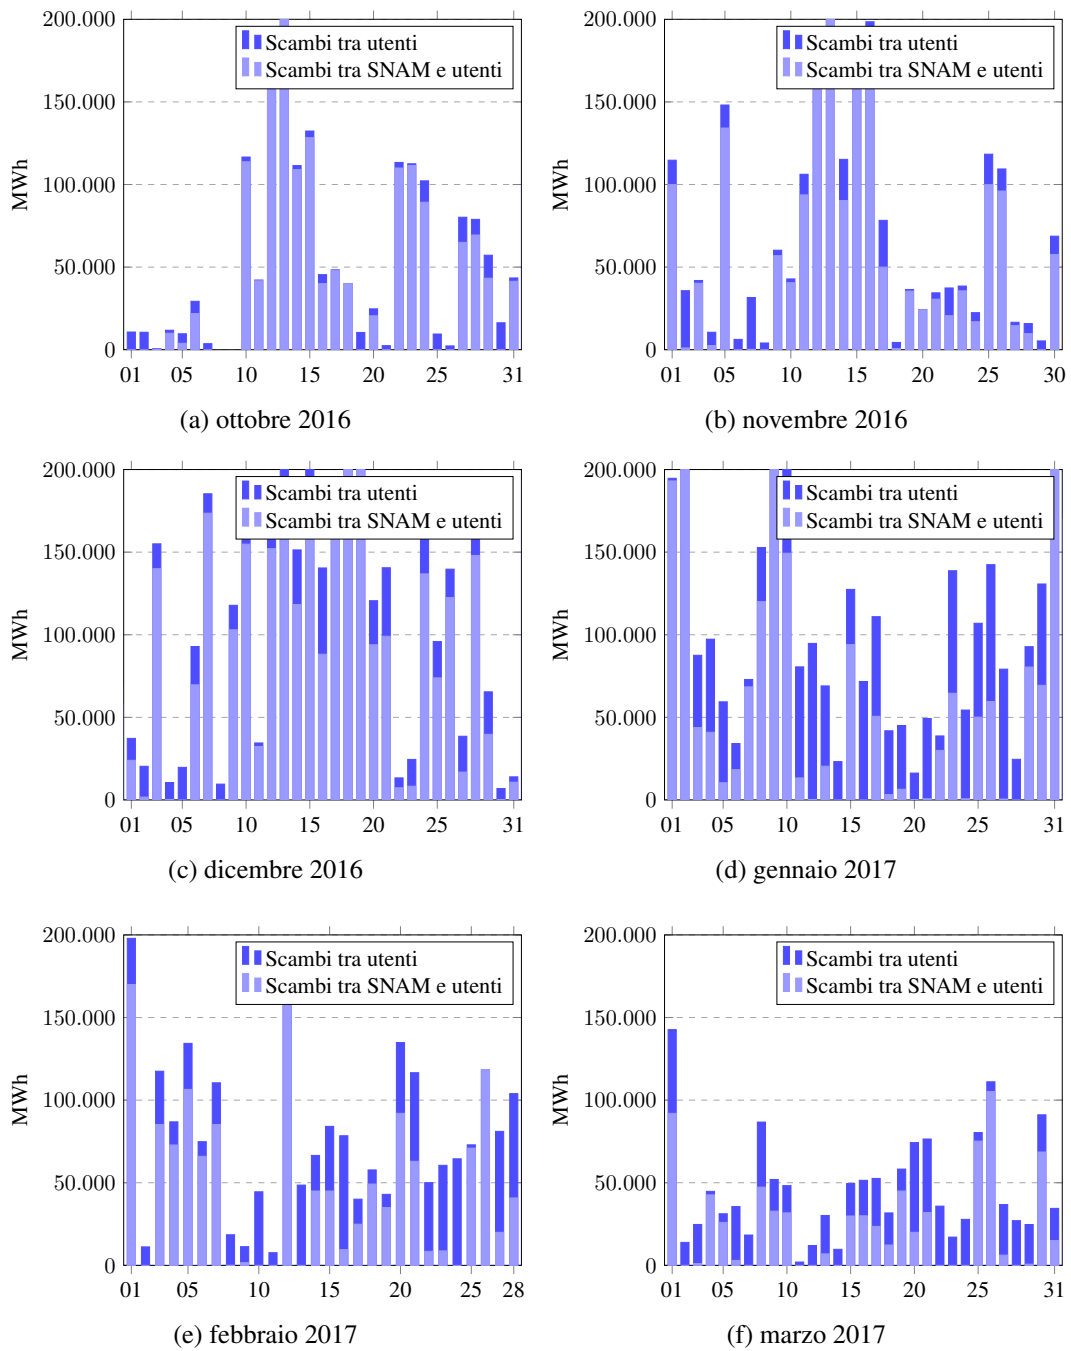 200.000
150.000
100.000
50.000
0
MWh
Scambi tra utenti
Scambi tra SNAM e utenti
01 05 10 15 20 25 31
(a) ottobre 2016
200.000
150.000
100.000
50.000
0
MWh
Scambi tra utenti
Scambi tra SNAM e utenti
01 05 10 15 20 25 30
(b) novembre 2016
200.000
150.000
100.000
50.000
0
MWh
Scambi tra utenti
Scambi tra SNAM e utenti
01 05 10 15 20 25 31
(c) dicembre 2016
200.000
150.000
100.000
50.000
0
MWh
Scambi tra utenti
Scambi tra SNAM e utenti
01 05 10 15 20 25 31
(d) gennaio 2017
200.000
150.000
100.000
50.000
0
MWh
Scambi tra utenti
Scambi tra SNAM e utenti
01 05 10 15 20 25 28
(e) febbraio 2017
200.000
150.000
100.000
50.000
0
MWh
Scambi tra utenti
Scambi tra SNAM e utenti
01 05 10 15 20 25 31
(f) marzo 2017